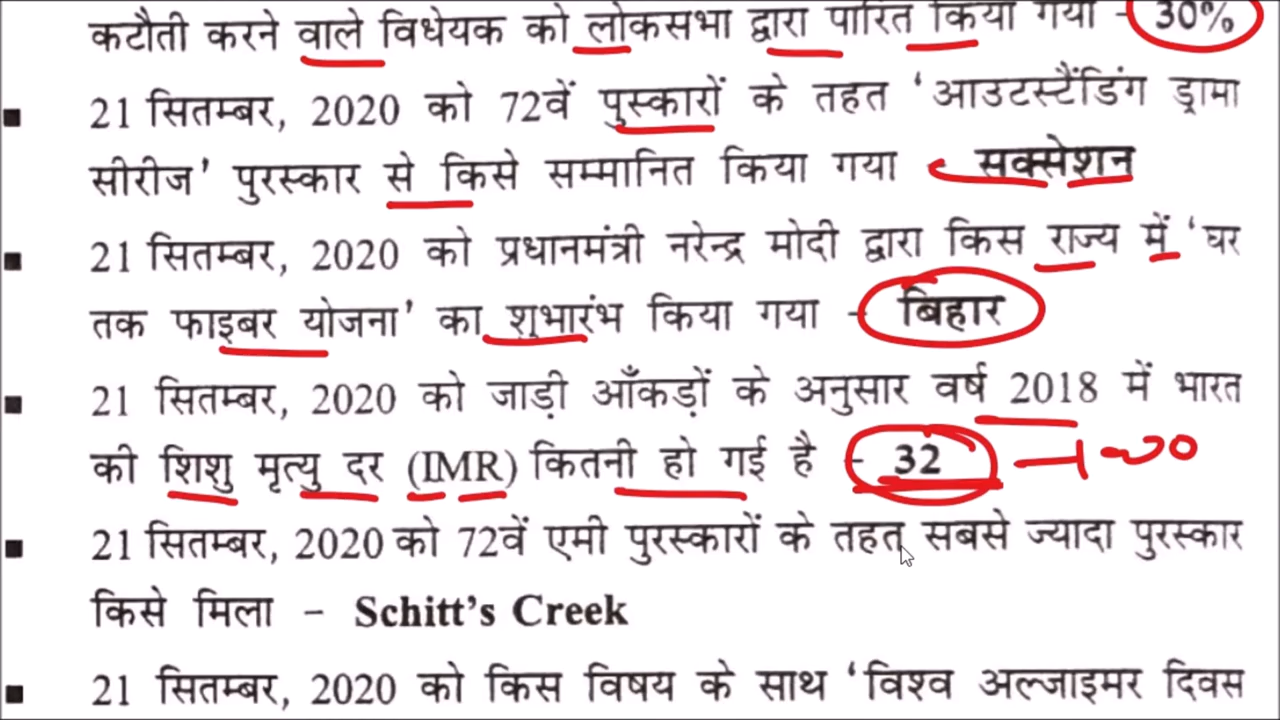 कटौती करने वाले विधेयक को लोकसभा द्वारा पारित किया गया - 30%
▪ 21 सितम्बर, 2020 को 72वें पुस्कारों के तहत 'आउटस्टैंडिंग ड्रामा
सीरीज' पुरस्कार से किसे सम्मानित किया गया - सक्सेशन
▪ 21 सितम्बर, 2020 को प्रधानमंत्री नरेन्द्र मोदी द्वारा किस राज्य में 'घर
तक फाइबर योजना' का शुभारंभ किया गया - बिहार
▪ 21 सितम्बर, 2020 को जाड़ी आँकड़ों के अनुसार वर्ष 2018 में भारत
की शिशु मृत्यु दर (IMR) कितनी हो गई है - 32
▪ 21 सितम्बर, 2020 को 72वें एमी पुरस्कारों के तहत् सबसे ज्यादा पुरस्कार
किसे मिला - Schitt's Creek
▪ 21 सितम्बर, 2020 को किस विषय के साथ 'विश्व अल्जाइमर दिवस